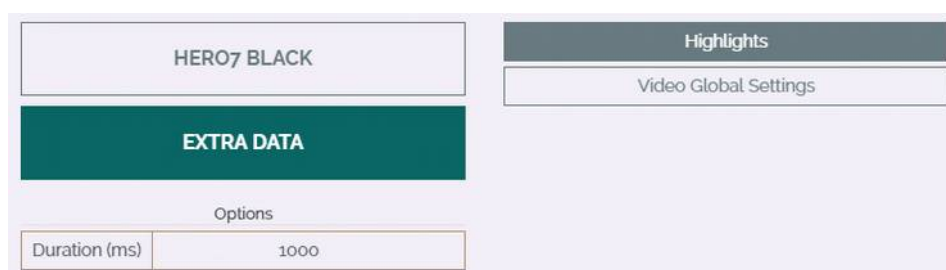 HERO7 BLACK
EXTRA DATA
Options
Duration (ms) 1000
Highlights
Video Global Settings